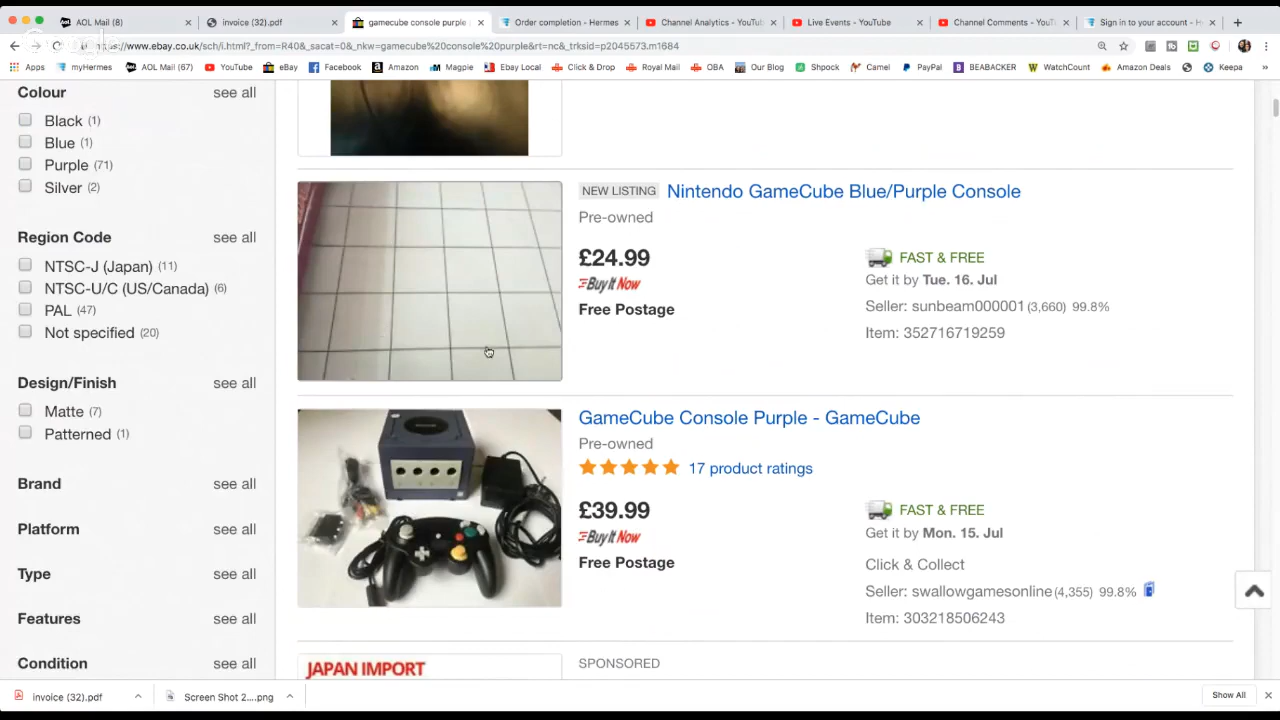 AOL Mail (8)
invoice (32).pdf
gamecube console purple
Order completion - Hermes
Channel Analytics - YouTub
Live Events - YouTube
Channel Comments - YouTu
Sign in to your account - H
https://www.ebay.co.uk/sch/i.html?_from=R40&_sacat=0&_nkw=gamecube%20console%20purple&rt=nc&_trksid=p2045573.m1684
Apps myHermes AOL Mail (67) YouTube eBay Facebook Amazon Magpie Ebay Local Click & Drop Royal Mail OBA Our Blog Shpock Camel PayPal BEABACKER WatchCount Amazon Deals Keepa »
Colour see all
Black (1)
Blue (1)
Purple (71)
Silver (2)
Region Code see all
NTSC-J (Japan) (11)
NTSC-U/C (US/Canada) (6)
PAL (47)
Not specified (20)
Design/Finish see all
Matte (7)
Patterned (1)
Brand see all
Platform see all
Type see all
Features see all
Condition see all
NEW LISTING Nintendo GameCube Blue/Purple Console
Pre-owned
£24.99
Buy It Now
Free Postage
FAST & FREE
Get it by Tue. 16. Jul
Seller: sunbeam000001 (3,660) 99.8%
Item: 352716719259
GameCube Console Purple - GameCube
Pre-owned
17 product ratings
£39.99
Buy It Now
Free Postage
FAST & FREE
Get it by Mon. 15. Jul
Click & Collect
Seller: swallowgamesonline (4,355) 99.8%
Item: 303218506243
JAPAN IMPORT
SPONSORED
invoice (32).pdf
Screen Shot 2....png
Show All